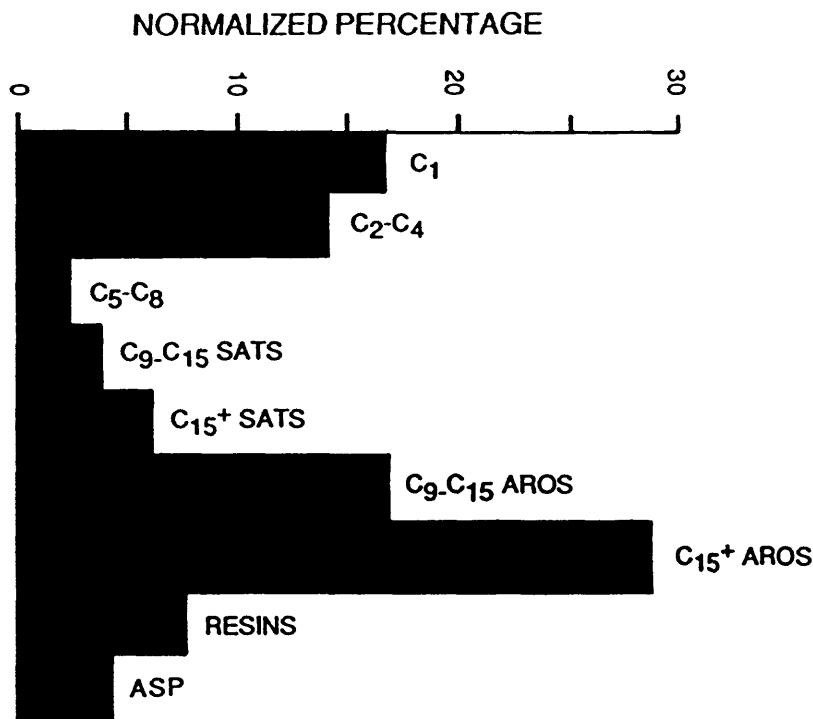 NORMALIZED PERCENTAGE
0 10 20 30
C1
C2-C4
C5-C8
C9-C15 SATS
C15+ SATS
C9-C15 AROS
C15+ AROS
RESINS
ASP